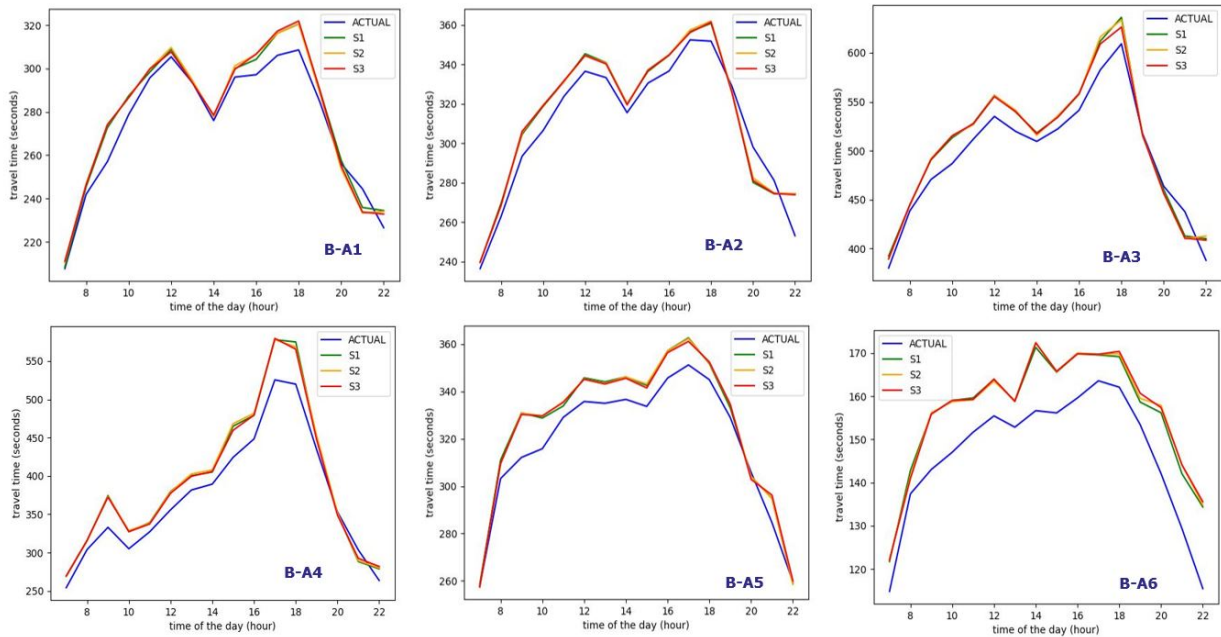 320
300
280
260
240
220
travel time (seconds)
ACTUAL
S1
S2
S3
B-A1
8 10 12 14 16 18 20 22
time of the day (hour)
360
340
320
300
280
260
240
travel time (seconds)
ACTUAL
S1
S2
S3
B-A2
8 10 12 14 16 18 20 22
time of the day (hour)
600
550
500
450
400
travel time (seconds)
ACTUAL
S1
S2
S3
B-A3
8 10 12 14 16 18 20 22
time of the day (hour)
550
500
450
400
350
300
250
travel time (seconds)
ACTUAL
S1
S2
S3
B-A4
8 10 12 14 16 18 20 22
time of the day (hour)
360
340
320
300
280
260
travel time (seconds)
ACTUAL
S1
S2
S3
B-A5
8 10 12 14 16 18 20 22
time of the day (hour)
170
160
150
140
130
120
travel time (seconds)
ACTUAL
S1
S2
S3
B-A6
8 10 12 14 16 18 20 22
time of the day (hour)